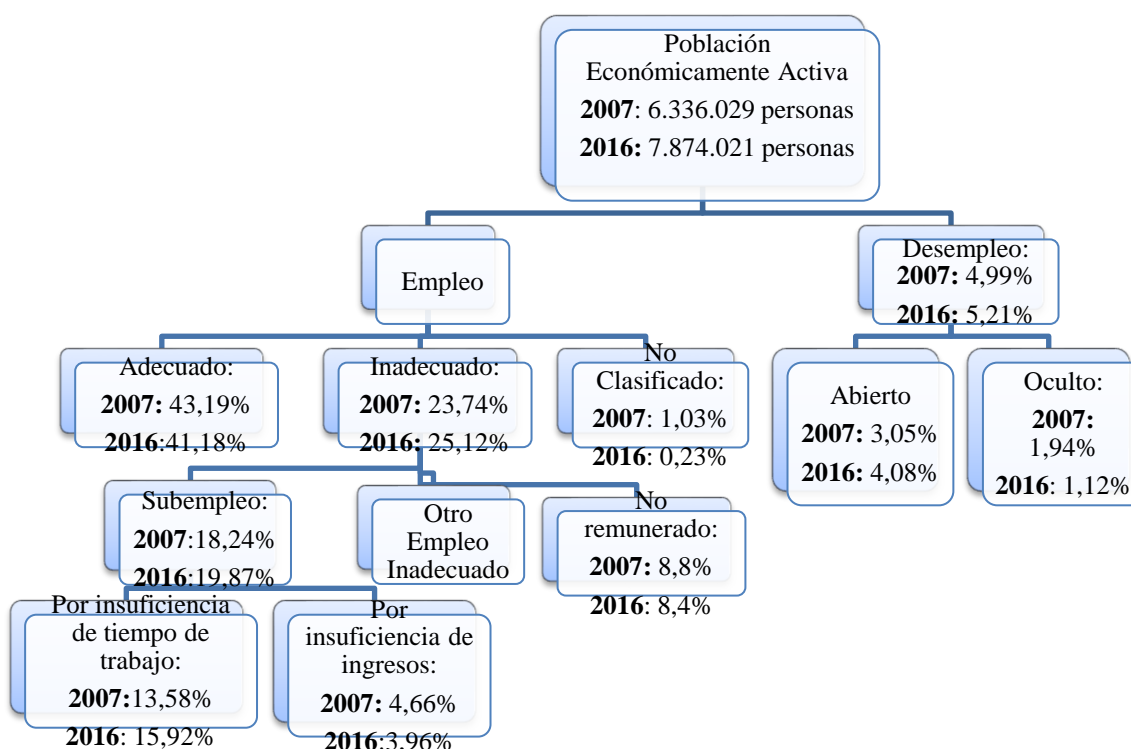 Población
Económicamente Activa
2007: 6.336.029 personas
2016: 7.874.021 personas
Empleo
Desempleo:
2007: 4,99%
2016: 5,21%
Adecuado:
2007: 43,19%
2016:41,18%
Inadecuado:
2007: 23,74%
2016: 25,12%
No
Clasificado:
2007: 1,03%
2016: 0,23%
Abierto
2007: 3,05%
2016: 4,08%
Oculto:
2007:
1,94%
2016: 1,12%
Subempleo:
2007:18,24%
2016:19,87%
Otro
Empleo
Inadecuado
No
remunerado:
2007: 8,8%
2016: 8,4%
Por insuficiencia
de tiempo de
trabajo:
2007:13,58%
2016: 15,92%
Por
insuficiencia de
ingresos:
2007: 4,66%
2016:3,96%